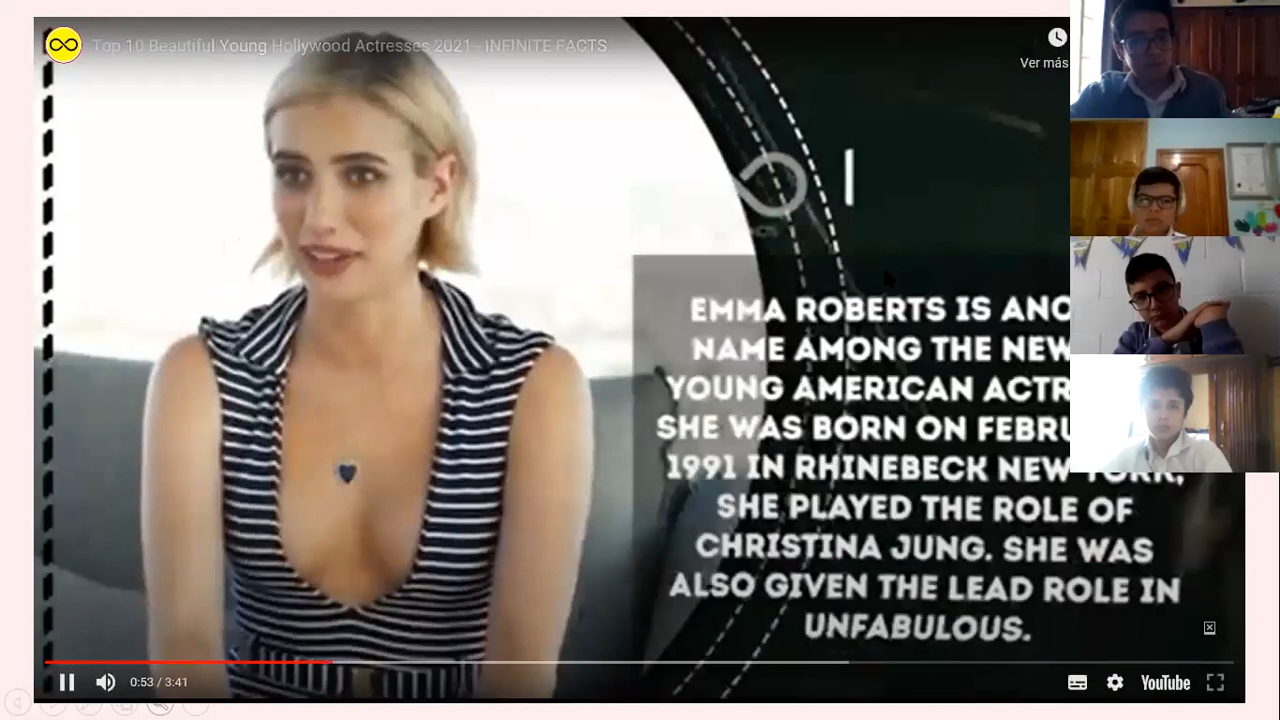 Top 10 Beautiful Young Hollywood Actresses 2021 - INFINITE FACTS
Ver más
EMMA ROBERTS IS ANO
NAME AMONG THE NEW
YOUNG AMERICAN ACTR
SHE WAS BORN ON FEBRU
1991 IN RHINEBECK NEW YORK,
SHE PLAYED THE ROLE OF
CHRISTINA JUNG. SHE WAS
ALSO GIVEN THE LEAD ROLE IN
UNFABULOUS.
0:53 / 3:41
YouTube